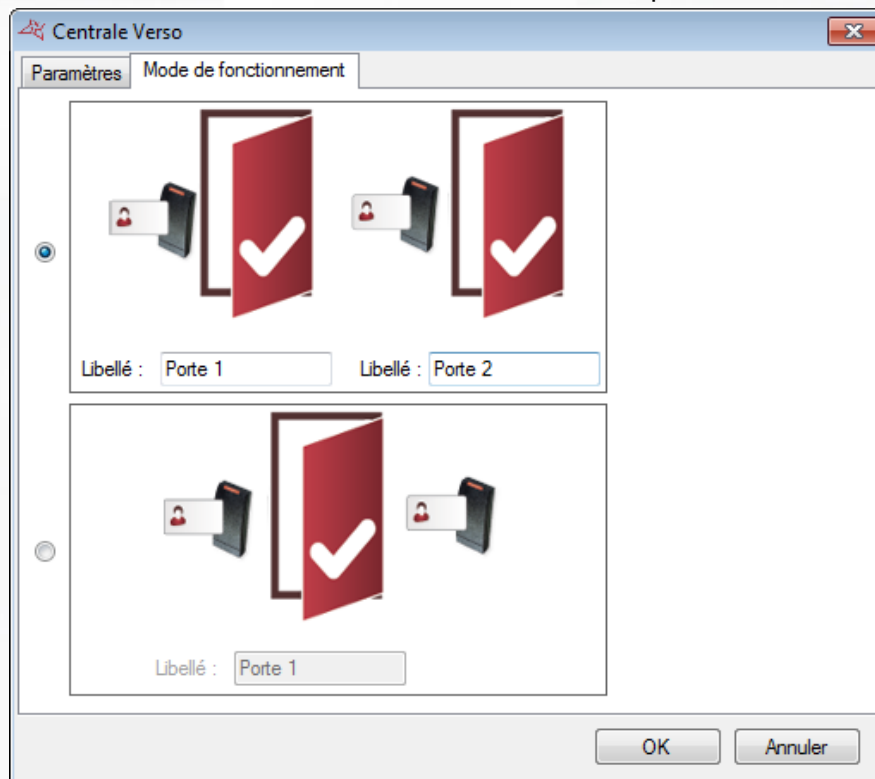 Centrale Verso
Paramètres Mode de fonctionnement
Libellé : Porte 1 Libellé : Porte 2
Libellé : Porte 1
OK Annuler